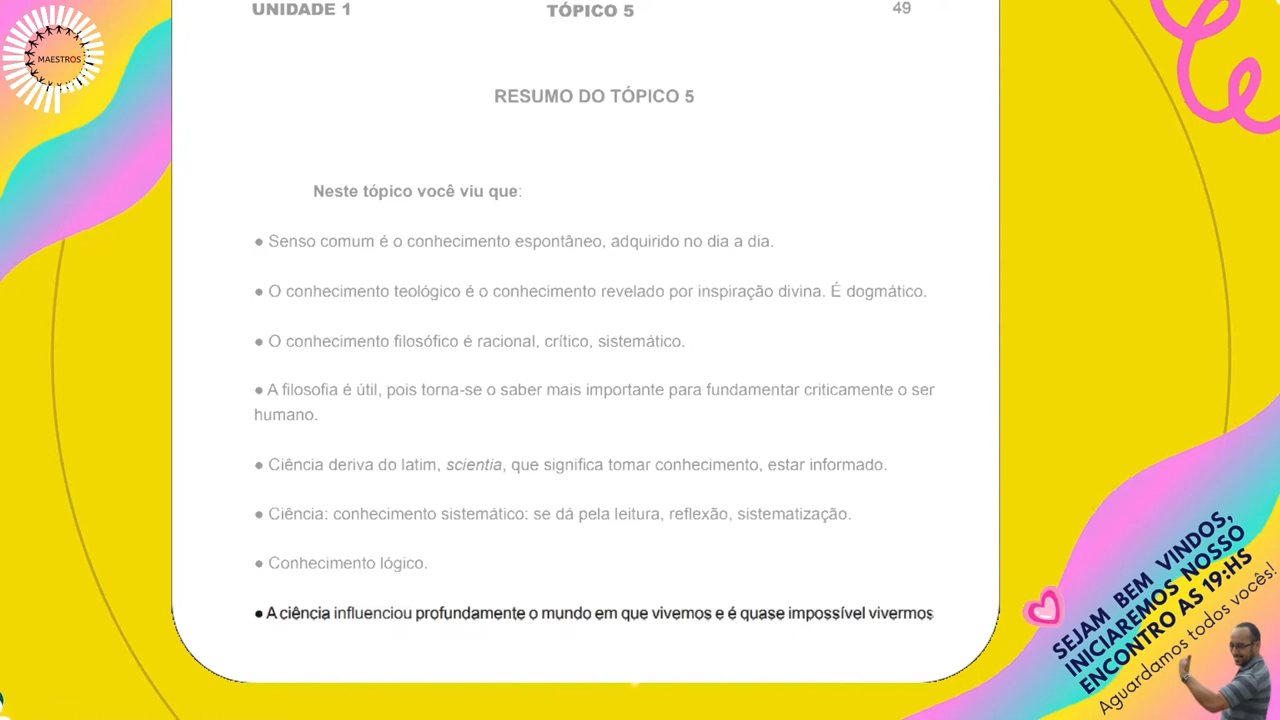 UNIDADE 1 TÓPICO 5 49
MAESTROS
RESUMO DO TÓPICO 5
Neste tópico você viu que:
● Senso comum é o conhecimento espontâneo, adquirido no dia a dia.
● O conhecimento teológico é o conhecimento revelado por inspiração divina. É dogmático.
● O conhecimento filosófico é racional, crítico, sistemático.
● A filosofia é útil, pois torna-se o saber mais importante para fundamentar criticamente o ser
humano.
● Ciência deriva do latim, scientia, que significa tomar conhecimento, estar informado.
● Ciência: conhecimento sistemático: se dá pela leitura, reflexão, sistematização.
● Conhecimento lógico.
● A ciência influenciou profundamente o mundo em que vivemos e é quase impossível vivermos
SEJAM BEM VINDOS,
INICIAREMOS NOSSO
ENCONTRO AS 19:HS
Aguardamos todos vocês!